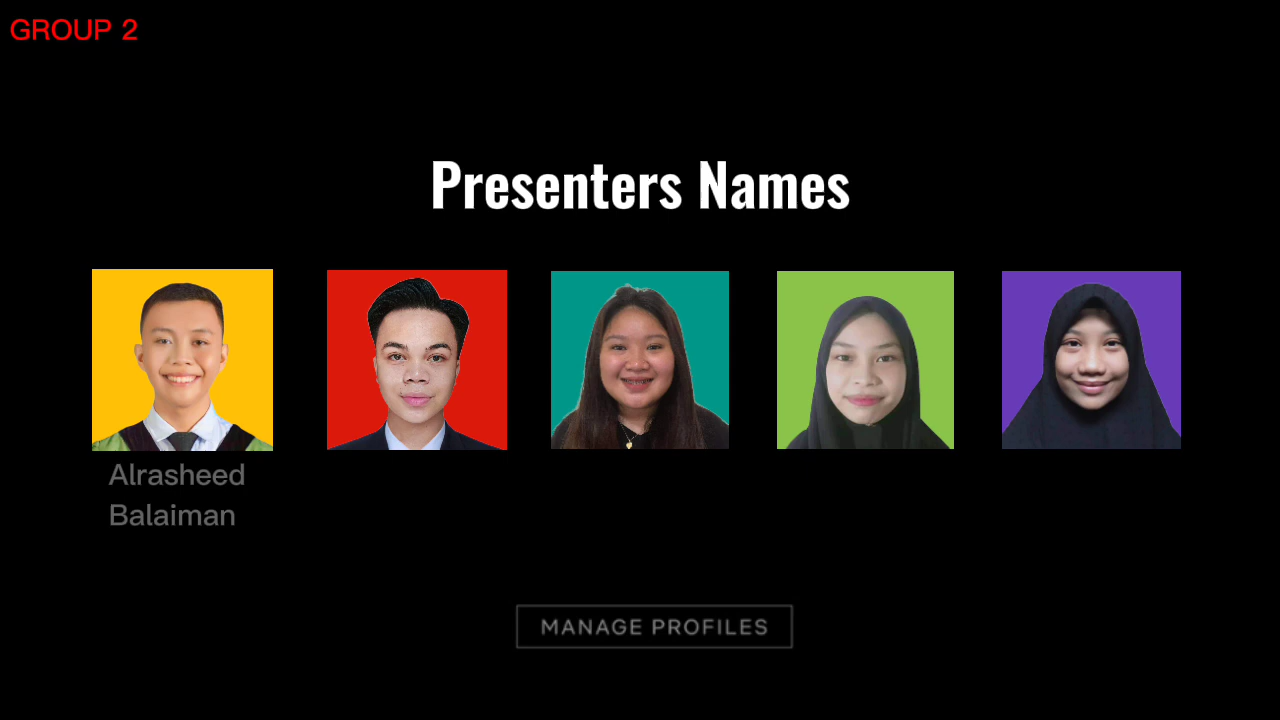 GROUP 2
Presenters Names
Alrasheed
Balaiman
MANAGE PROFILES